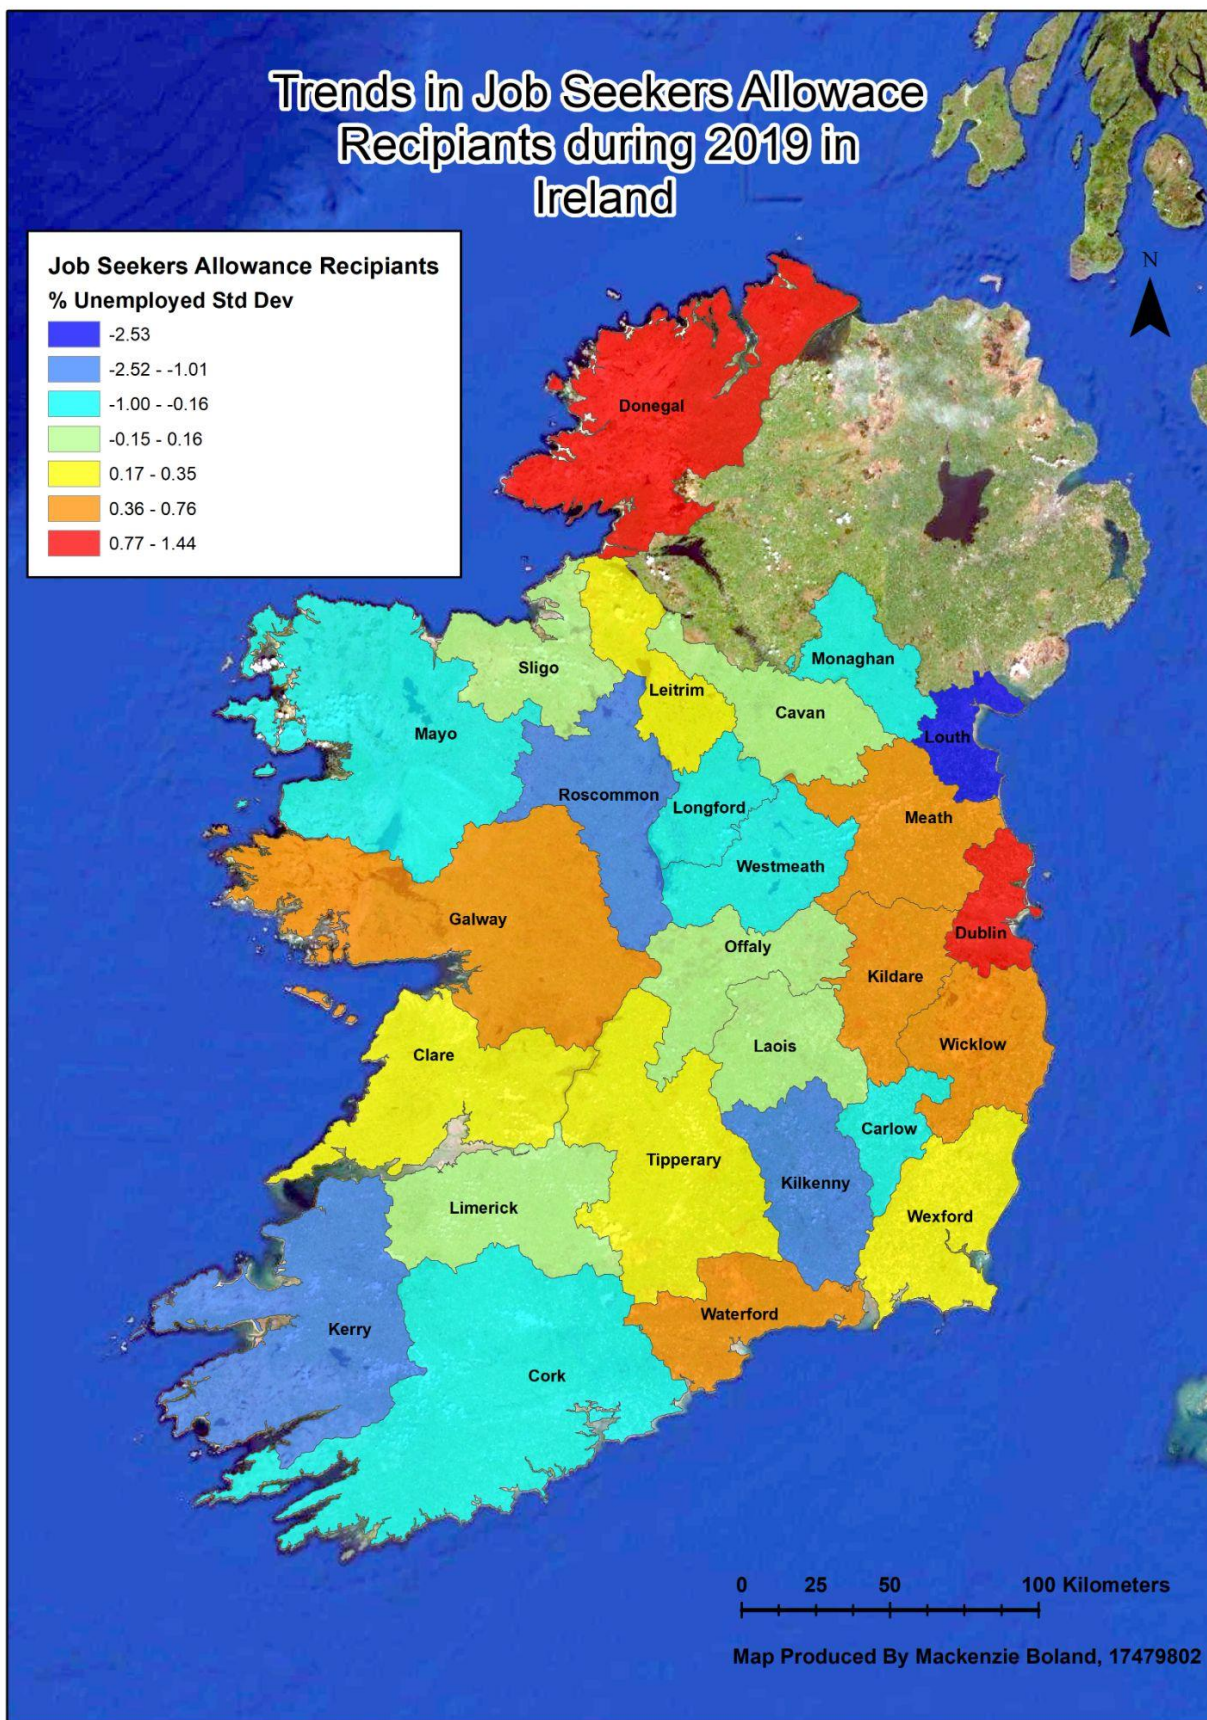 Trends in Job Seekers Allowace
Recipiants during 2019 in
Ireland
Job Seekers Allowance Recipiants
% Unemployed Std Dev
-2.53
-2.52 - -1.01
-1.00 - -0.16
-0.15 - 0.16
0.17 - 0.35
0.36 - 0.76
0.77 - 1.44
N
Donegal
Monaghan
Sligo
Leitrim
Cavan
Mayo
Louth
Roscommon
Longford
Meath
Westmeath
Galway
Offaly
Dublin
Kildare
Clare
Laois
Wicklow
Carlow
Tipperary
Kilkenny
Limerick
Wexford
Waterford
Kerry
Cork
0 25 50 100 Kilometers
Map Produced By Mackenzie Boland, 17479802